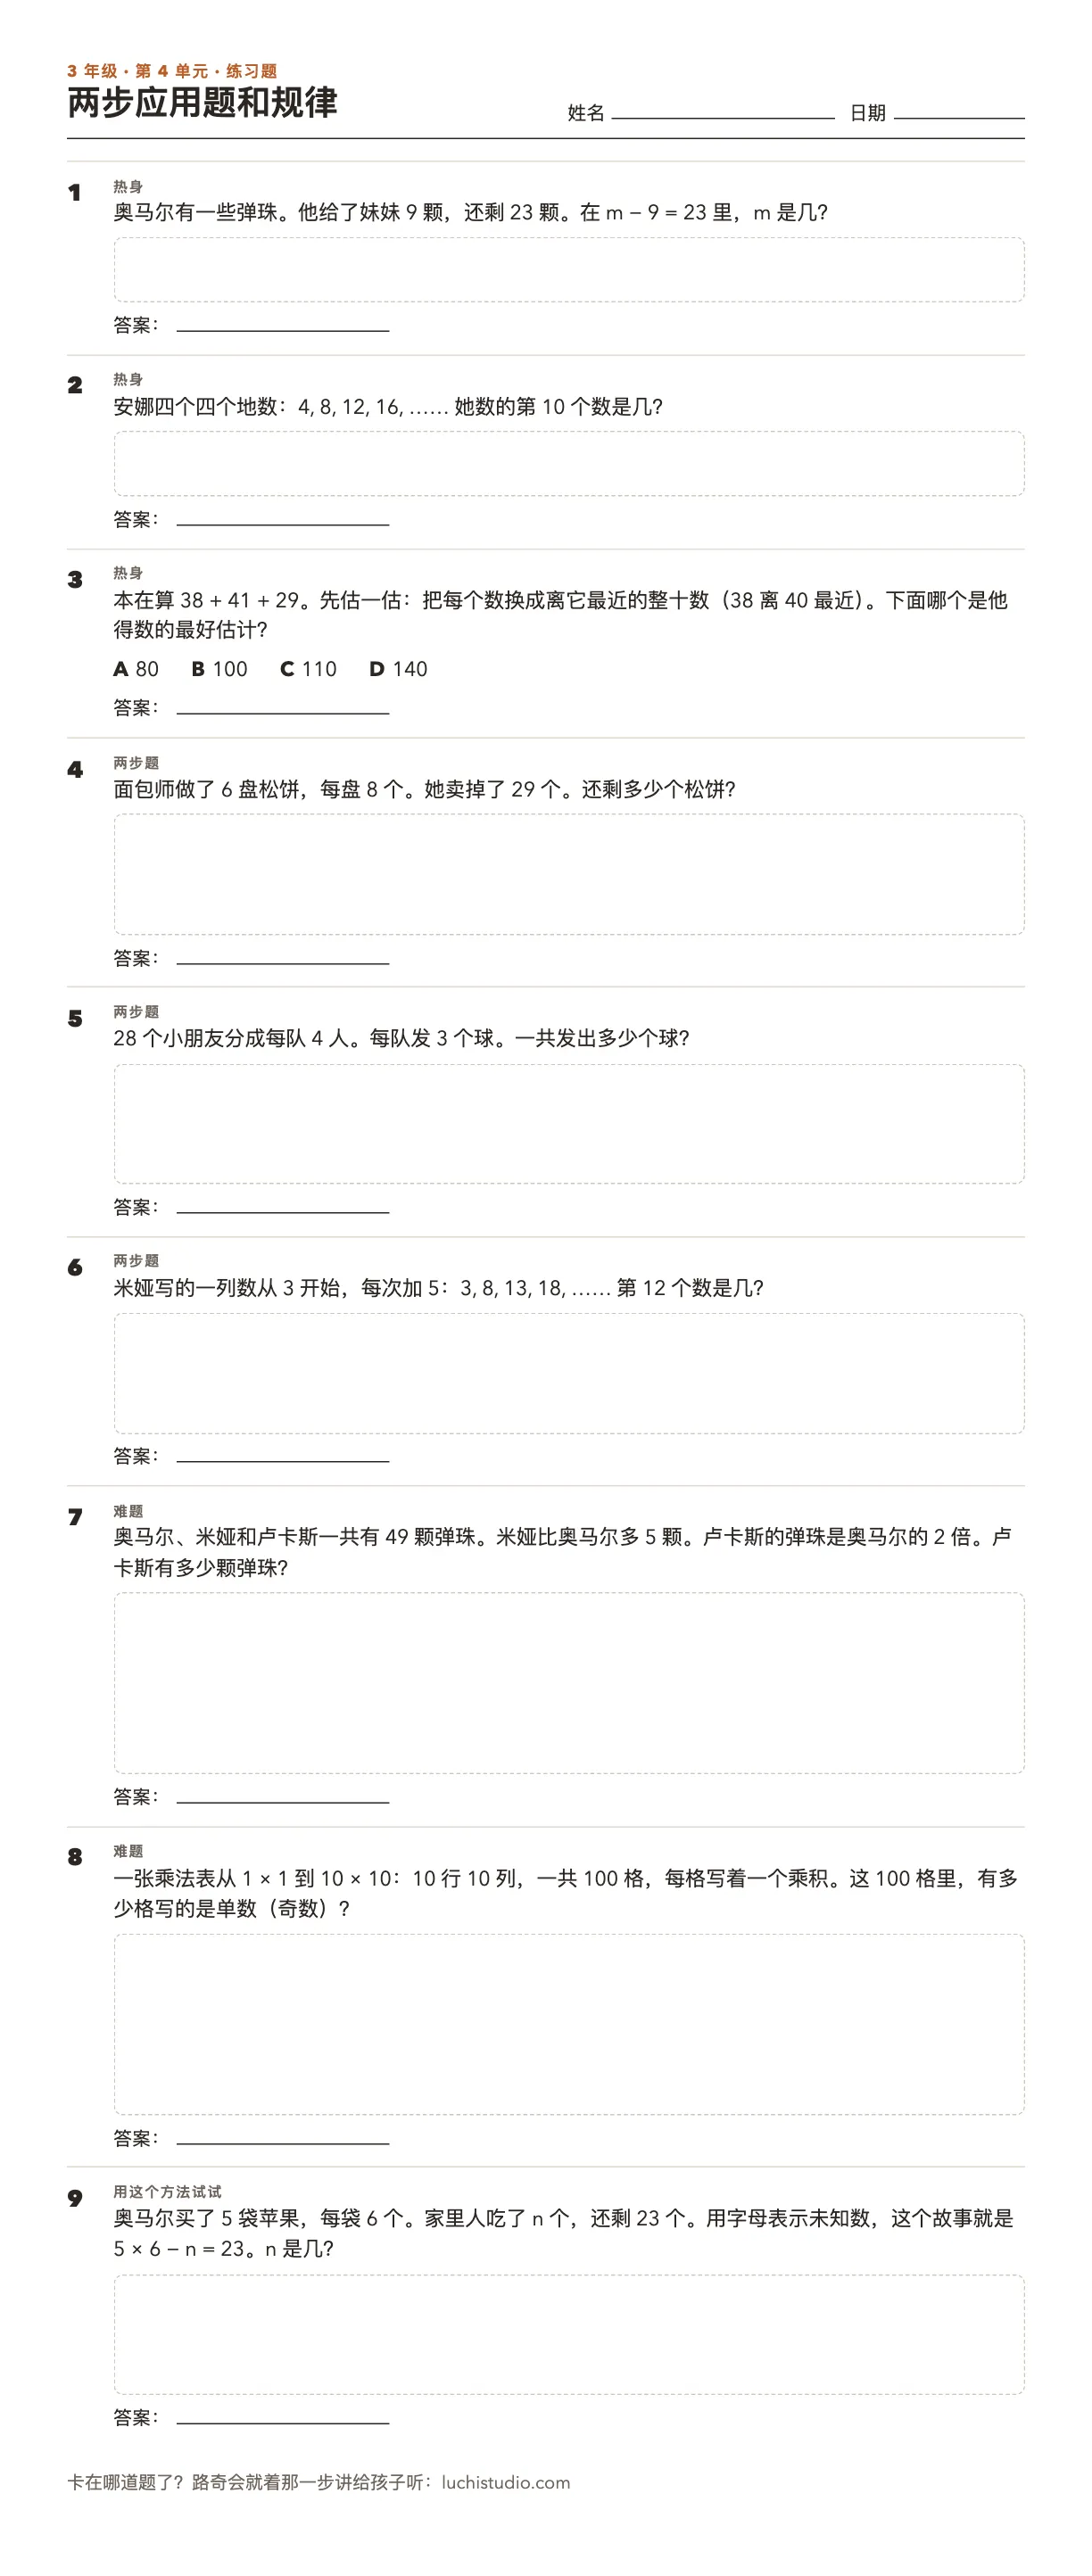 3 年级 · 第 4 单元 · 练习题
两步应用题和规律
姓名
日期
1
热身
奥马尔有一些弹珠。他给了妹妹 9 颗，还剩 23 颗。在 m − 9 = 23 里，m 是几？
答案：
2
热身
安娜四个四个地数：4, 8, 12, 16, …… 她数的第 10 个数是几？
答案：
3
热身
本在算 38 + 41 + 29。先估一估：把每个数换成离它最近的整十数（38 离 40 最近）。下面哪个是他
得数的最好估计？
A 80 B 100 C 110 D 140
答案：
4
两步题
面包师做了 6 盘松饼，每盘 8 个。她卖掉了 29 个。还剩多少个松饼？
答案：
5
两步题
28 个小朋友分成每队 4 人。每队发 3 个球。一共发出多少个球？
答案：
6
两步题
米娅写的一列数从 3 开始，每次加 5：3, 8, 13, 18, …… 第 12 个数是几？
答案：
7
难题
奥马尔、米娅和卢卡斯一共有 49 颗弹珠。米娅比奥马尔多 5 颗。卢卡斯的弹珠是奥马尔的 2 倍。卢
卡斯有多少颗弹珠？
答案：
8
难题
一张乘法表从 1 × 1 到 10 × 10：10 行 10 列，一共 100 格，每格写着一个乘积。这 100 格里，有多
少格写的是单数（奇数）？
答案：
9
用这个方法试试
奥马尔买了 5 袋苹果，每袋 6 个。家里人吃了 n 个，还剩 23 个。用字母表示未知数，这个故事就是
5 × 6 − n = 23。n 是几？
答案：
卡在哪道题了？路奇会就着那一步讲给孩子听：luchistudio.com